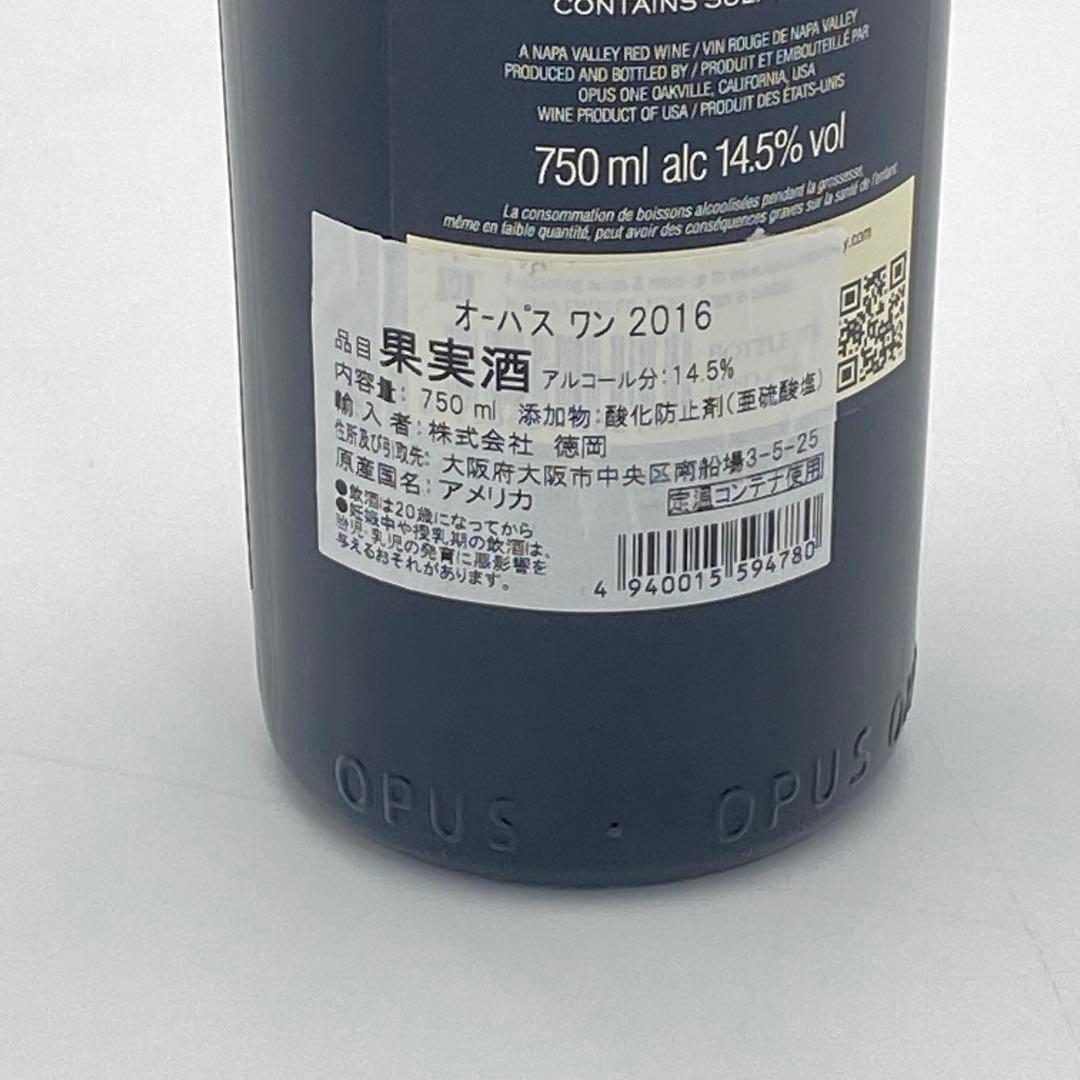 CONTAINS
A NAPA VALLEY RED WINE / VIN ROUGE DE NAPA VALLEY
PRODUCED AND BOTTLED BY / PRODUIT ET EMBOUTEILLÉ PAR
OPUS ONE OAKVILLE, CALIFORNIA, USA
WINE PRODUCT OF USA / PRODUIT DES ÉTATS-UNIS
750 ml alc 14.5% vol
La consommation de boissons alcoolisées pendant la grossesse,
même en faible quantité, peut avoir des conséquences graves sur la santé de l'enfant
y.com
オーパス ワン 2016
品目 果実酒 アルコール分:14.5%
内容量: 750 ml 添加物:酸化防止剤(亜硫酸塩)
輸入者:株式会社 徳岡
住所及び引取先: 大阪府大阪市中央区南船場3-5-25
原産国名:アメリカ 定温コンテナ使用
●飲酒は20歳になってから
●妊娠中や授乳期の飲酒は、
胎児・乳児の発育に悪影響を
与えるおそれがあります。
4 940015 594780
OPUS · OPUS